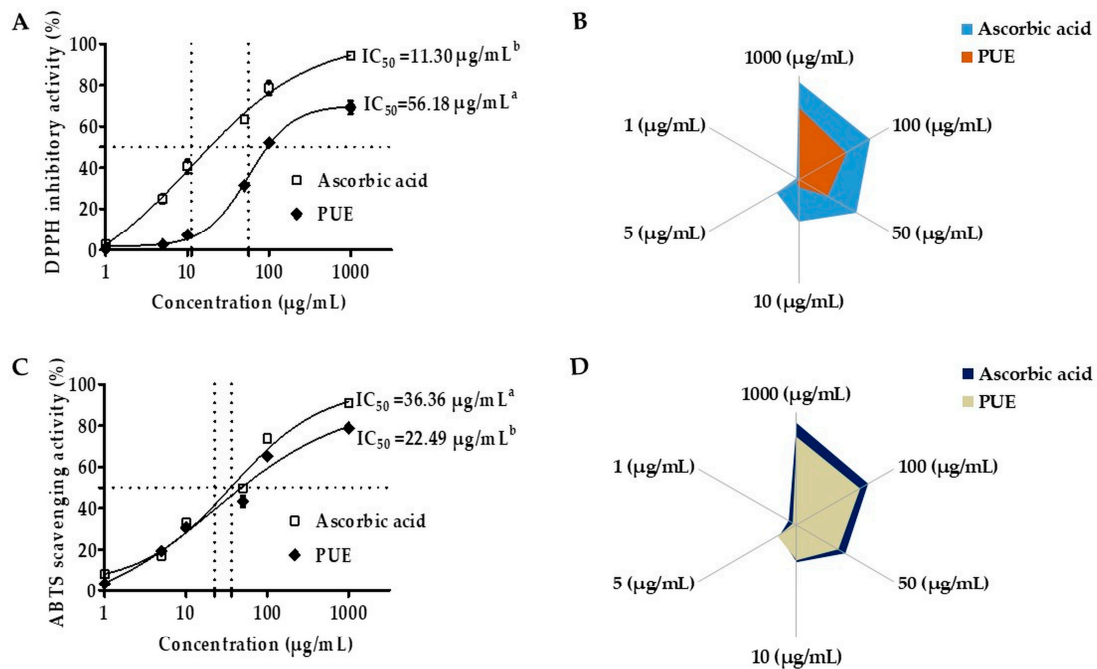 A
DPPH inhibitory activity (%)
100
80
60
40
20
0
1
10
100
1000
Concentration (µg/mL)
IC50 = 11.30 µg/mLb
IC50=56.18 µg/mLa
Ascorbic acid
PUE
B
Ascorbic acid
PUE
1000 (µg/mL)
100 (µg/mL)
50 (µg/mL)
10 (µg/mL)
5 (µg/mL)
1 (µg/mL)
C
ABTS scavenging activity (%)
100
80
60
40
20
0
1
10
100
1000
Concentration (µg/mL)
IC50 =36.36 µg/mLa
IC50 =22.49 µg/mLb
Ascorbic acid
PUE
D
Ascorbic acid
PUE
1000 (µg/mL)
100 (µg/mL)
50 (µg/mL)
10 (µg/mL)
5 (µg/mL)
1 (µg/mL)